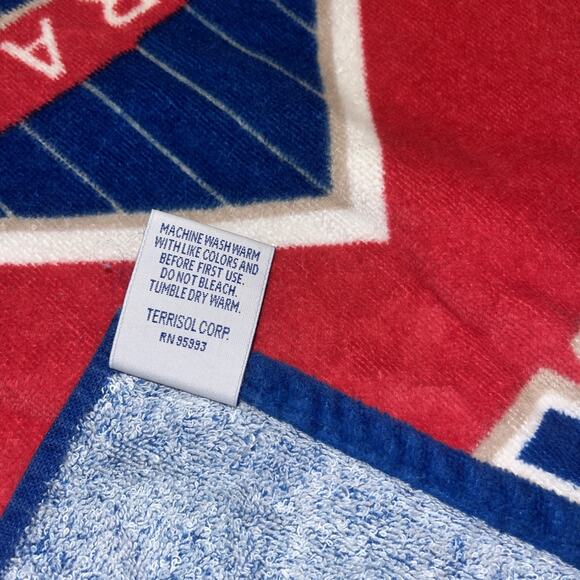 RA
MACHINE WASH WARM
WITH LIKE COLORS AND
BEFORE FIRST USE.
DO NOT BLEACH.
TUMBLE DRY WARM.
TERRISOL CORP.
RN 95993